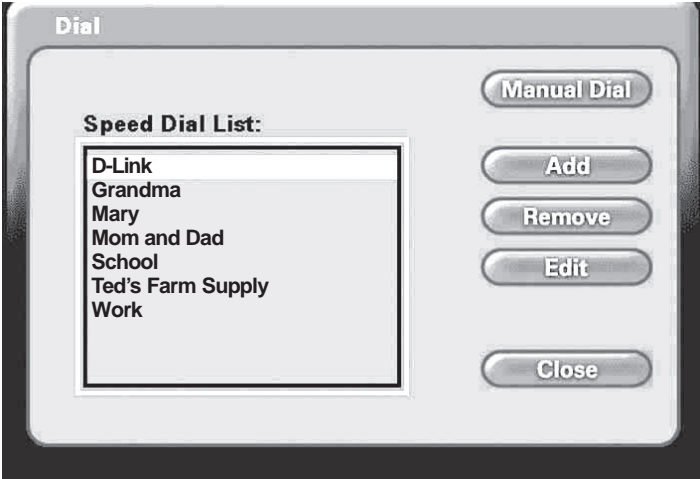 Dial
Manual Dial
Speed Dial List:
D-Link
Grandma
Mary
Mom and Dad
School
Ted’s Farm Supply
Work
Add
Remove
Edit
Close